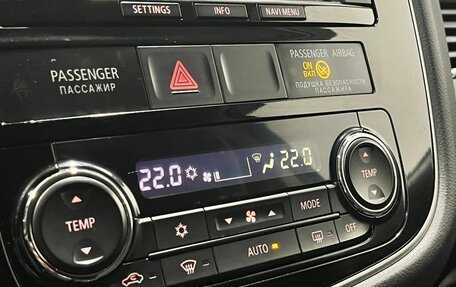 SETTINGS INFO NAVI MENU
PASSENGER
ПАССАЖИР
PASSENGER AIRBAG
ON
ВКЛ
ПОДУШКА БЕЗОПАСНОСТИ
ПАССАЖИРА
22.0 22.0
TEMP TEMP
MODE
AUTO OFF